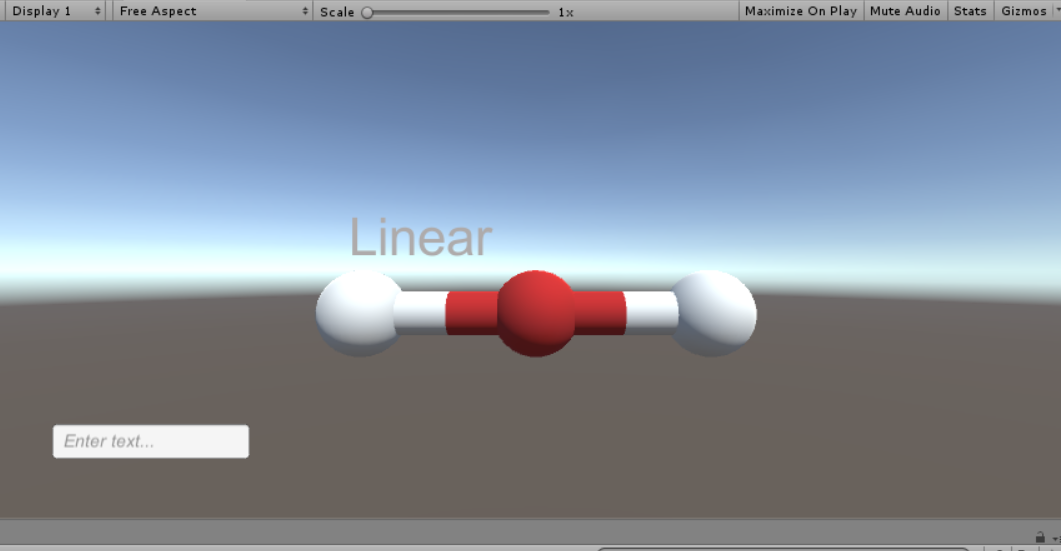 Display 1 Free Aspect Scale 1x Maximize On Play Mute Audio Stats Gizmos
Linear
Enter text...